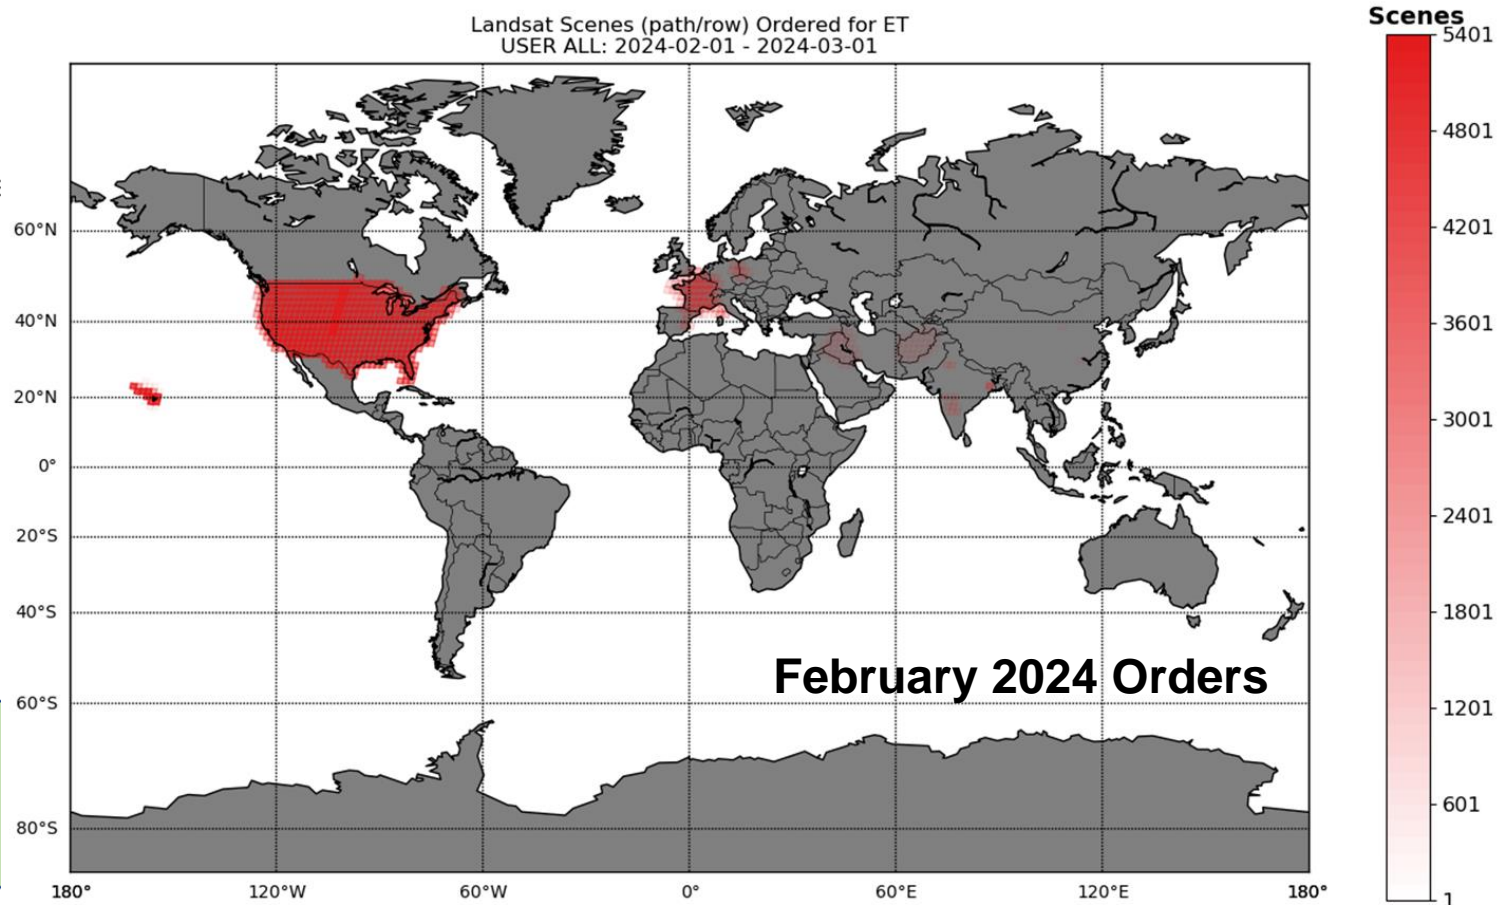 Landsat Scenes (path/row) Ordered for ET
USER ALL: 2024-02-01 - 2024-03-01
Scenes
5401
4801
4201
3601
3001
2401
1801
1201
601
1
60°N
40°N
20°N
0°
20°S
40°S
60°S
80°S
February 2024 Orders
180°
120°W
60°W
0°
60°E
120°E
180°